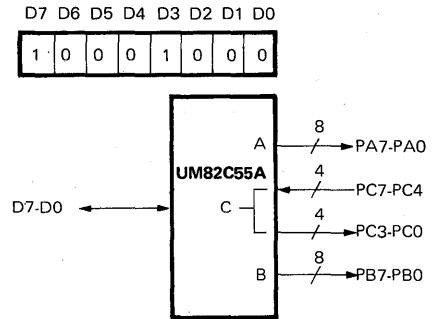 D7 D6 D5 D4 D3 D2 D1 D0
1 0 0 0 1 0 0 0
8
A PA7-PA0
UM82C55A
4
PC7-PC4
D7-D0 C
4
PC3-PC0
8
B PB7-PB0